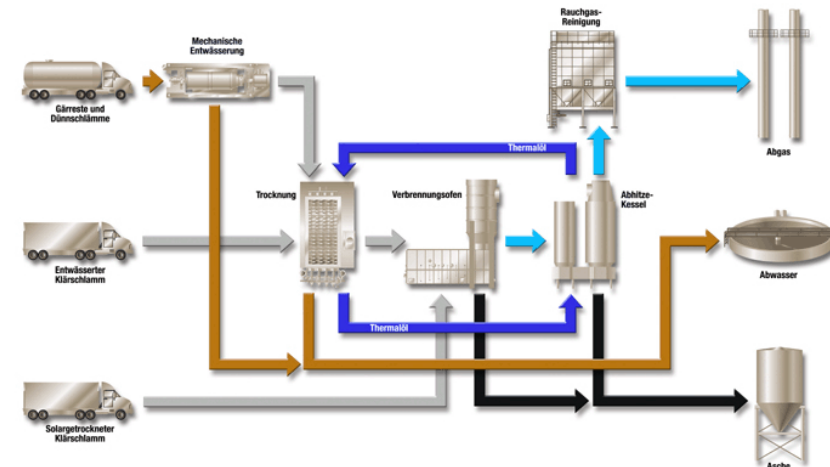 Rauchgas-
Reinigung
Mechanische
Entwässerung
Gärreste und
Dünnschlämme
Abgas
Thermalöl
Trocknung
Verbrennungsofen
Abhitze-
Kessel
Entwässerter
Klärschlamm
Abwasser
Thermalöl
Solargetrockneter
Klärschlamm
Asche